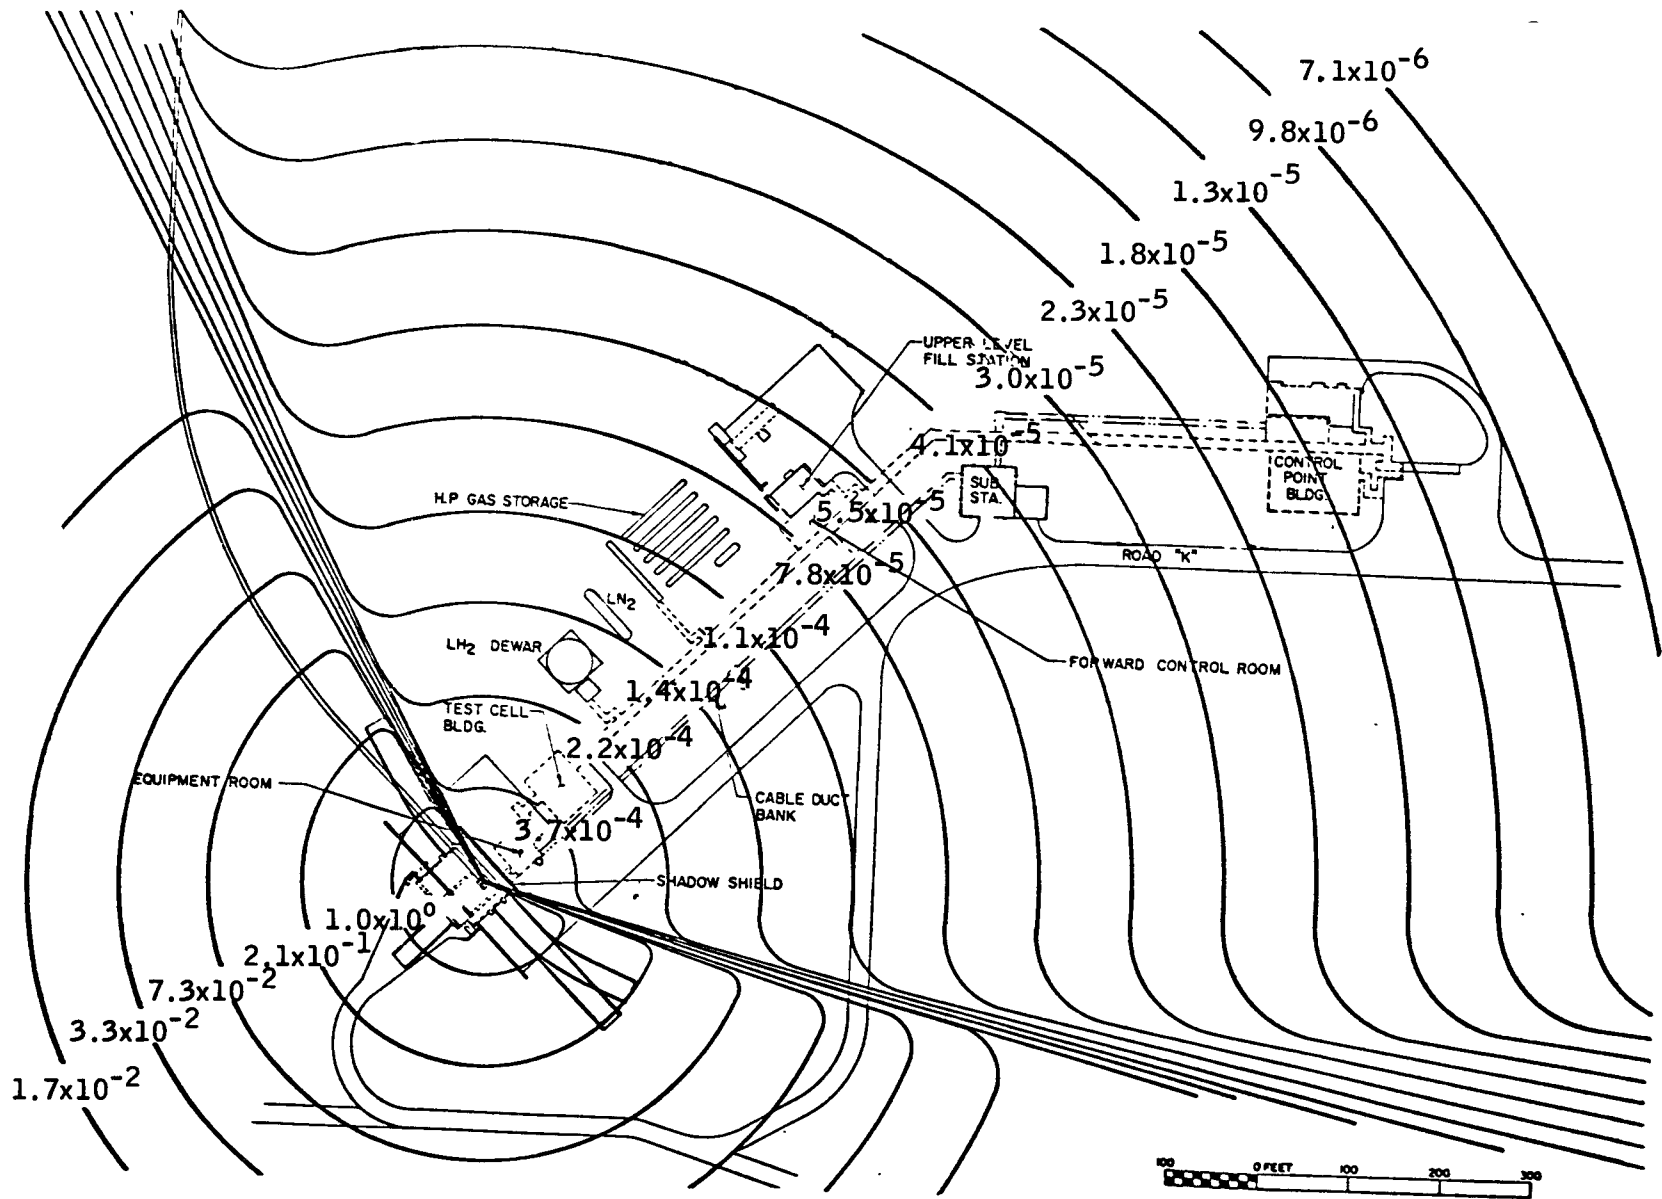 7.1x10-6
9.8x10-6
1.3x10-5
1.8x10-5
2.3x10-5
UPPER LEVEL
FILL STATION
3.0x10-5
4.1x10-5
CONTROL
POINT
BLDG.
SUB
STA.
H.P GAS STORAGE
5.5x10-5
ROAD "K"
7.8x10-5
LN2
1.1x10-4
LH2 DEWAR
FORWARD CONTROL ROOM
1.4x10-4
TEST CELL
BLDG.
2.2x10-4
EQUIPMENT ROOM
CABLE DUCT
BANK
3.7x10-4
SHADOW SHIELD
1.0x100
2.1x10-1
7.3x10-2
3.3x10-2
1.7x10-2
100 0 FEET 100 200 300